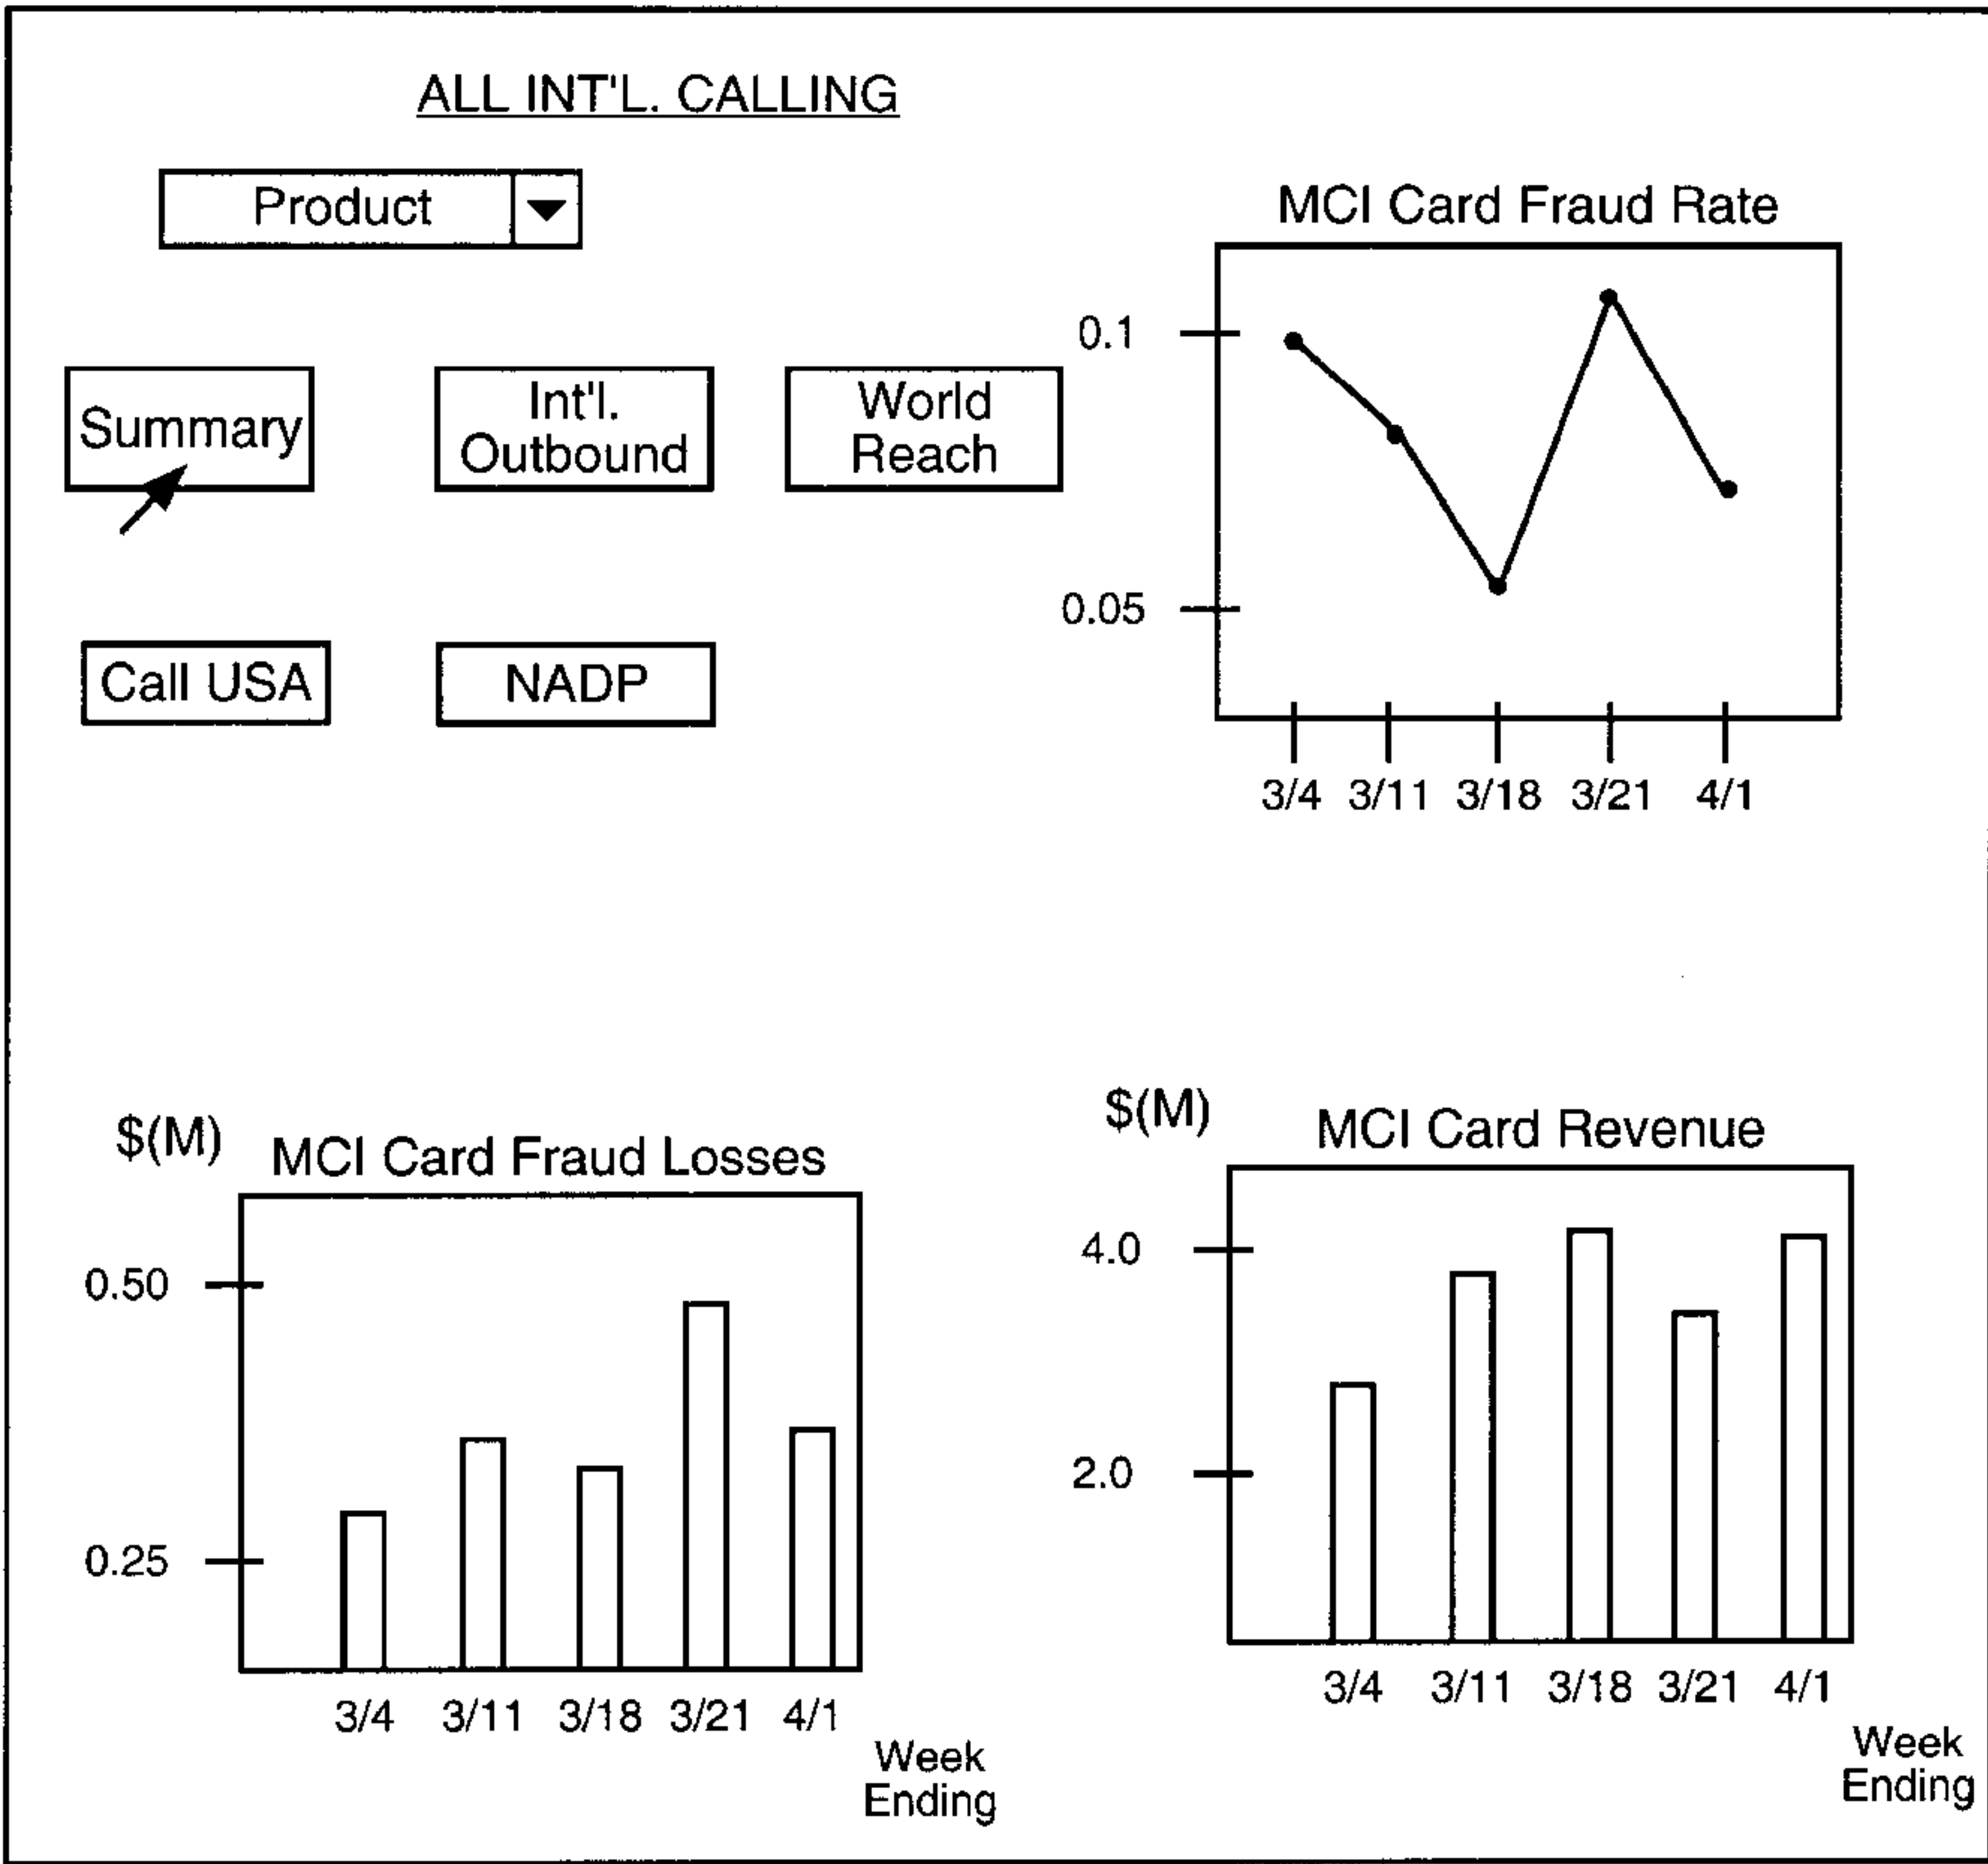 ALL INT'L. CALLING
Product
Summary
Int'l.
Outbound
World
Reach
Call USA
NADP
MCI Card Fraud Rate
0.1
0.05
3/4 3/11 3/18 3/21 4/1
$(M)
MCI Card Fraud Losses
0.50
0.25
3/4 3/11 3/18 3/21 4/1
Week
Ending
$(M)
MCI Card Revenue
4.0
2.0
3/4 3/11 3/18 3/21 4/1
Week
Ending